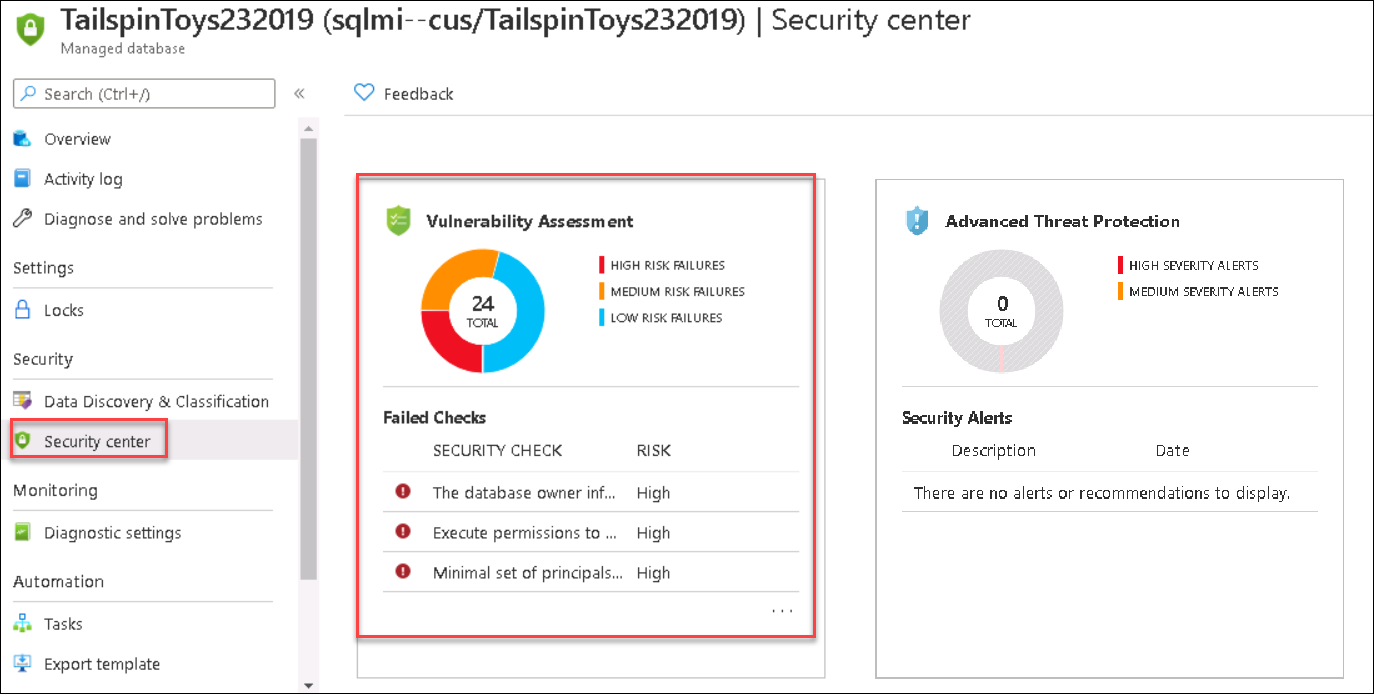 TailspinToys232019 (sqlmi--cus/TailspinToys232019) | Security center
Managed database
Search (Ctrl+/)
«
Overview
Activity log
Diagnose and solve problems
Settings
Locks
Security
Data Discovery & Classification
Security center
Monitoring
Diagnostic settings
Automation
Tasks
Export template
Feedback
Vulnerability Assessment
24
TOTAL
HIGH RISK FAILURES
MEDIUM RISK FAILURES
LOW RISK FAILURES
Failed Checks
SECURITY CHECK RISK
The database owner inf... High
Execute permissions to ... High
Minimal set of principals... High
...
Advanced Threat Protection
0
TOTAL
HIGH SEVERITY ALERTS
MEDIUM SEVERITY ALERTS
Security Alerts
Description Date
There are no alerts or recommendations to display.